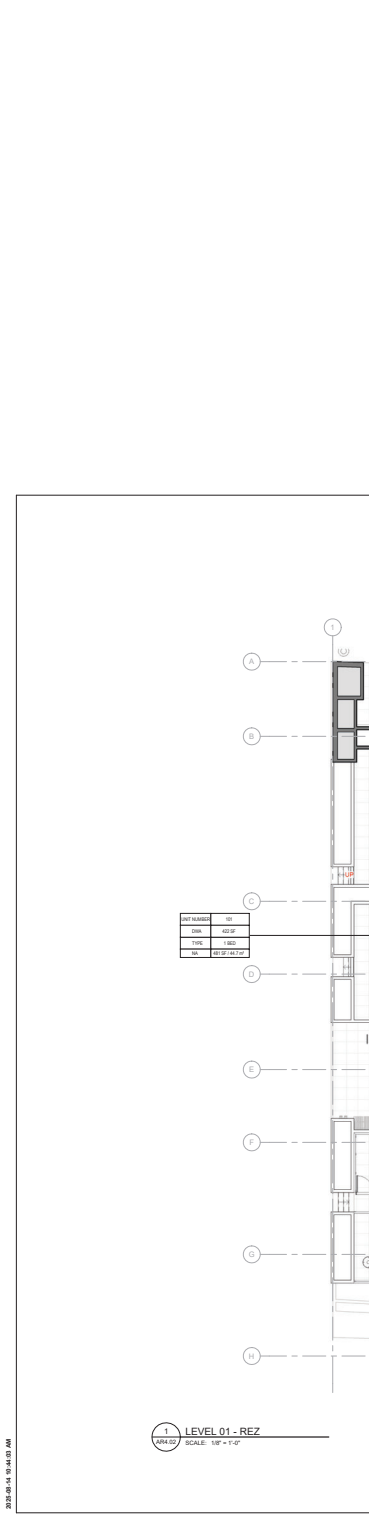 1
A
B
UP
C
UNIT NUMBER 101
DWA 422 SF
TYPE 1 BED
NA 481 SF / 44.7 m²
D
E
F
G
H
1 LEVEL 01 - REZ
AR4.02 SCALE: 1/8" = 1'-0"
2025-08-14 10:44:03 AM